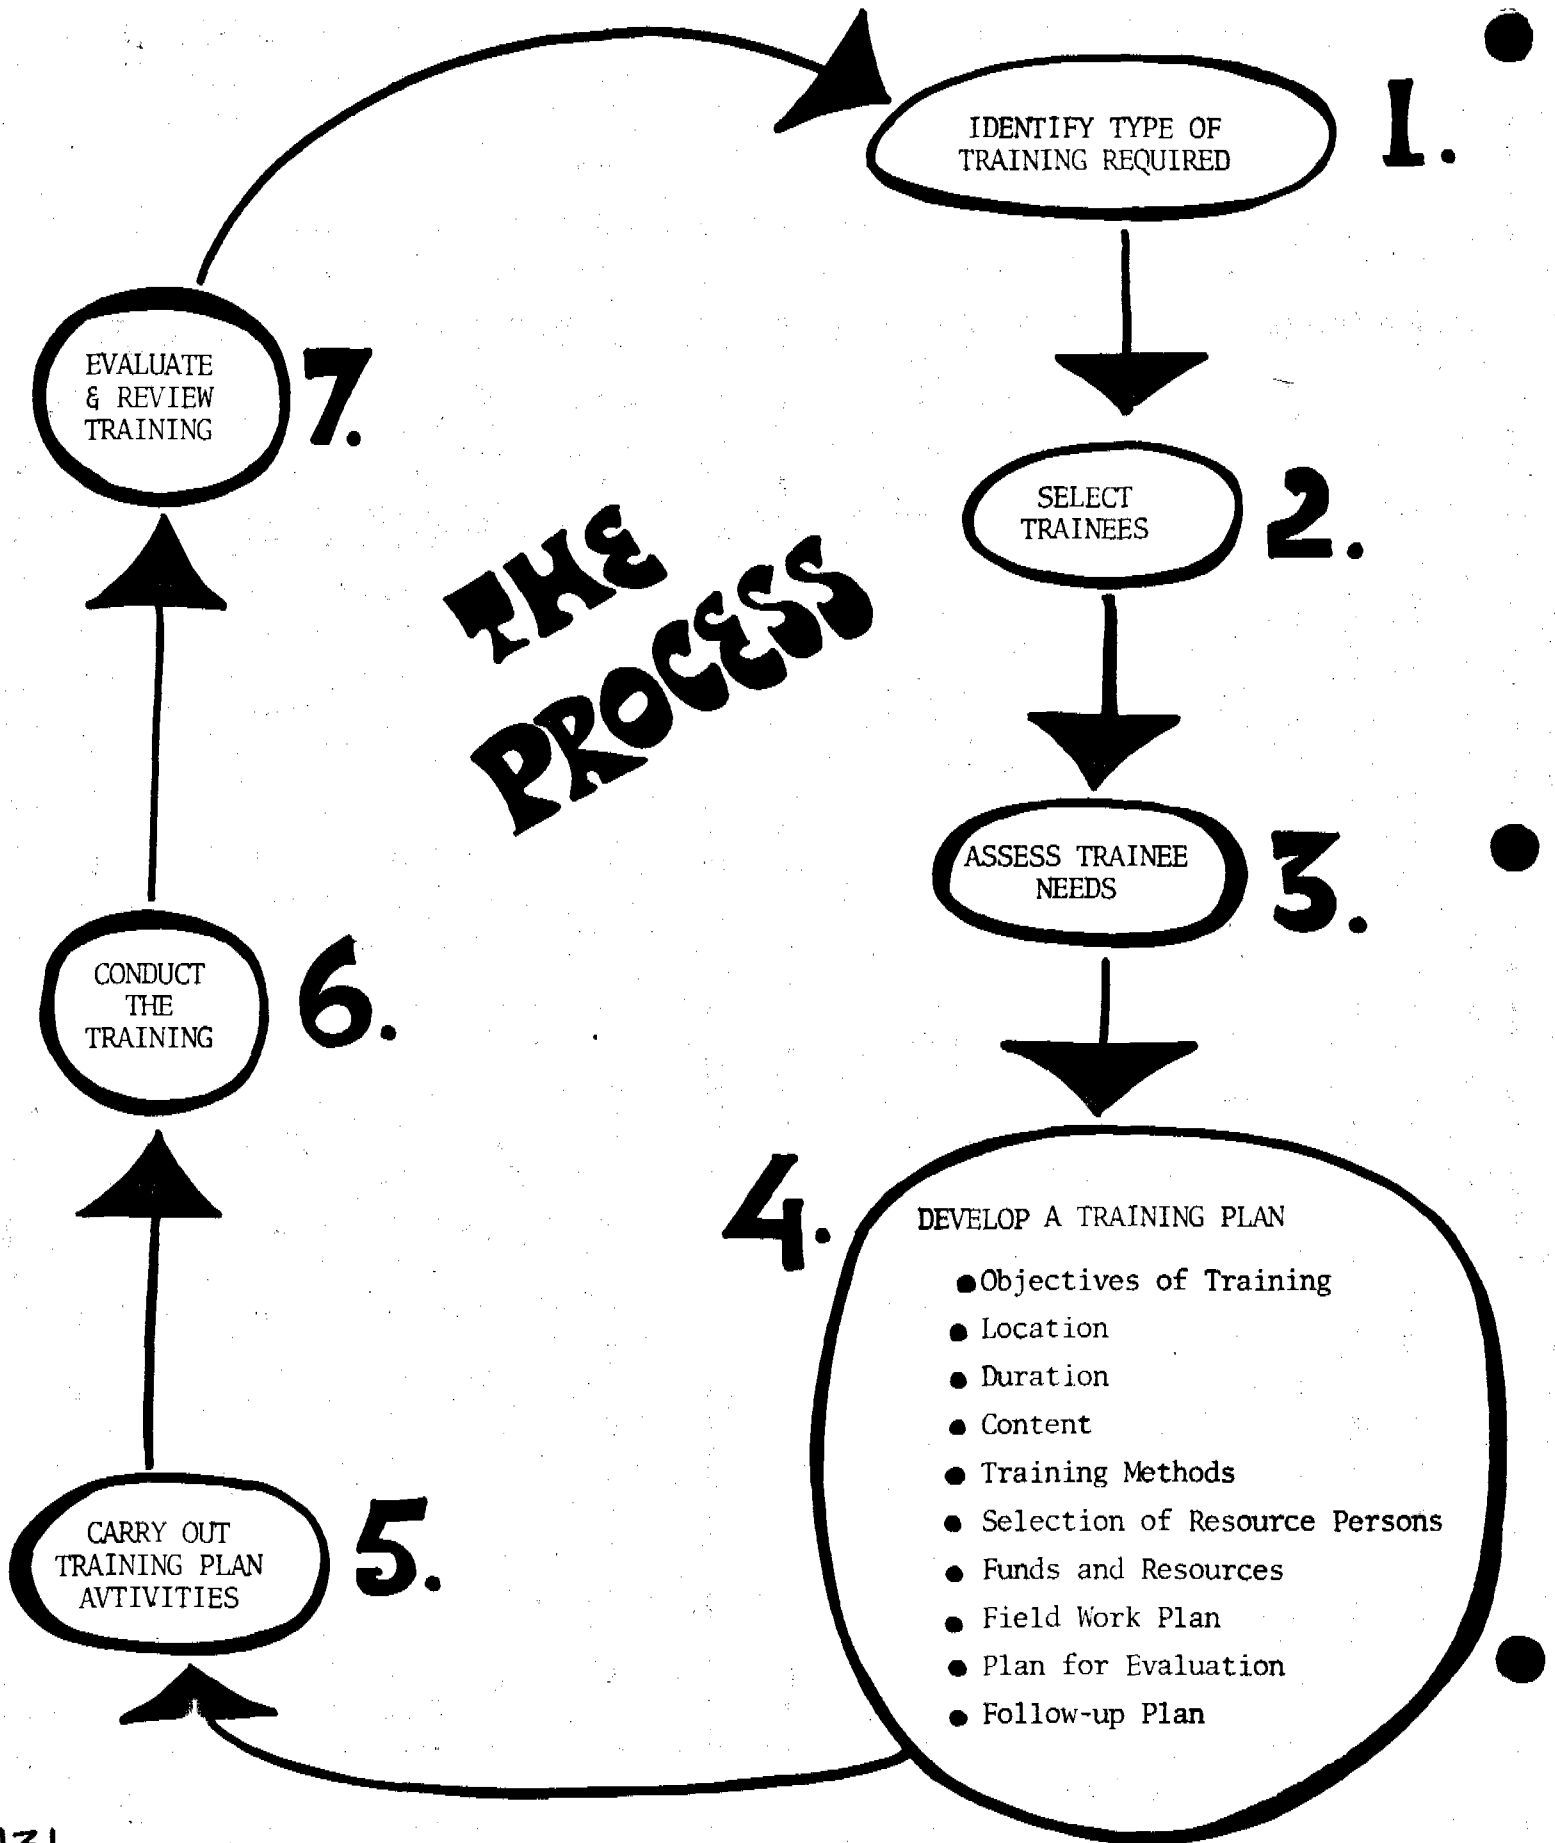 THE
PROCESS
1.
IDENTIFY TYPE OF
TRAINING REQUIRED
2.
SELECT
TRAINEES
3.
ASSESS TRAINEE
NEEDS
4.
DEVELOP A TRAINING PLAN
● Objectives of Training
● Location
● Duration
● Content
● Training Methods
● Selection of Resource Persons
● Funds and Resources
● Field Work Plan
● Plan for Evaluation
● Follow-up Plan
5.
CARRY OUT
TRAINING PLAN
AVTIVITIES
6.
CONDUCT
THE
TRAINING
7.
EVALUATE
& REVIEW
TRAINING